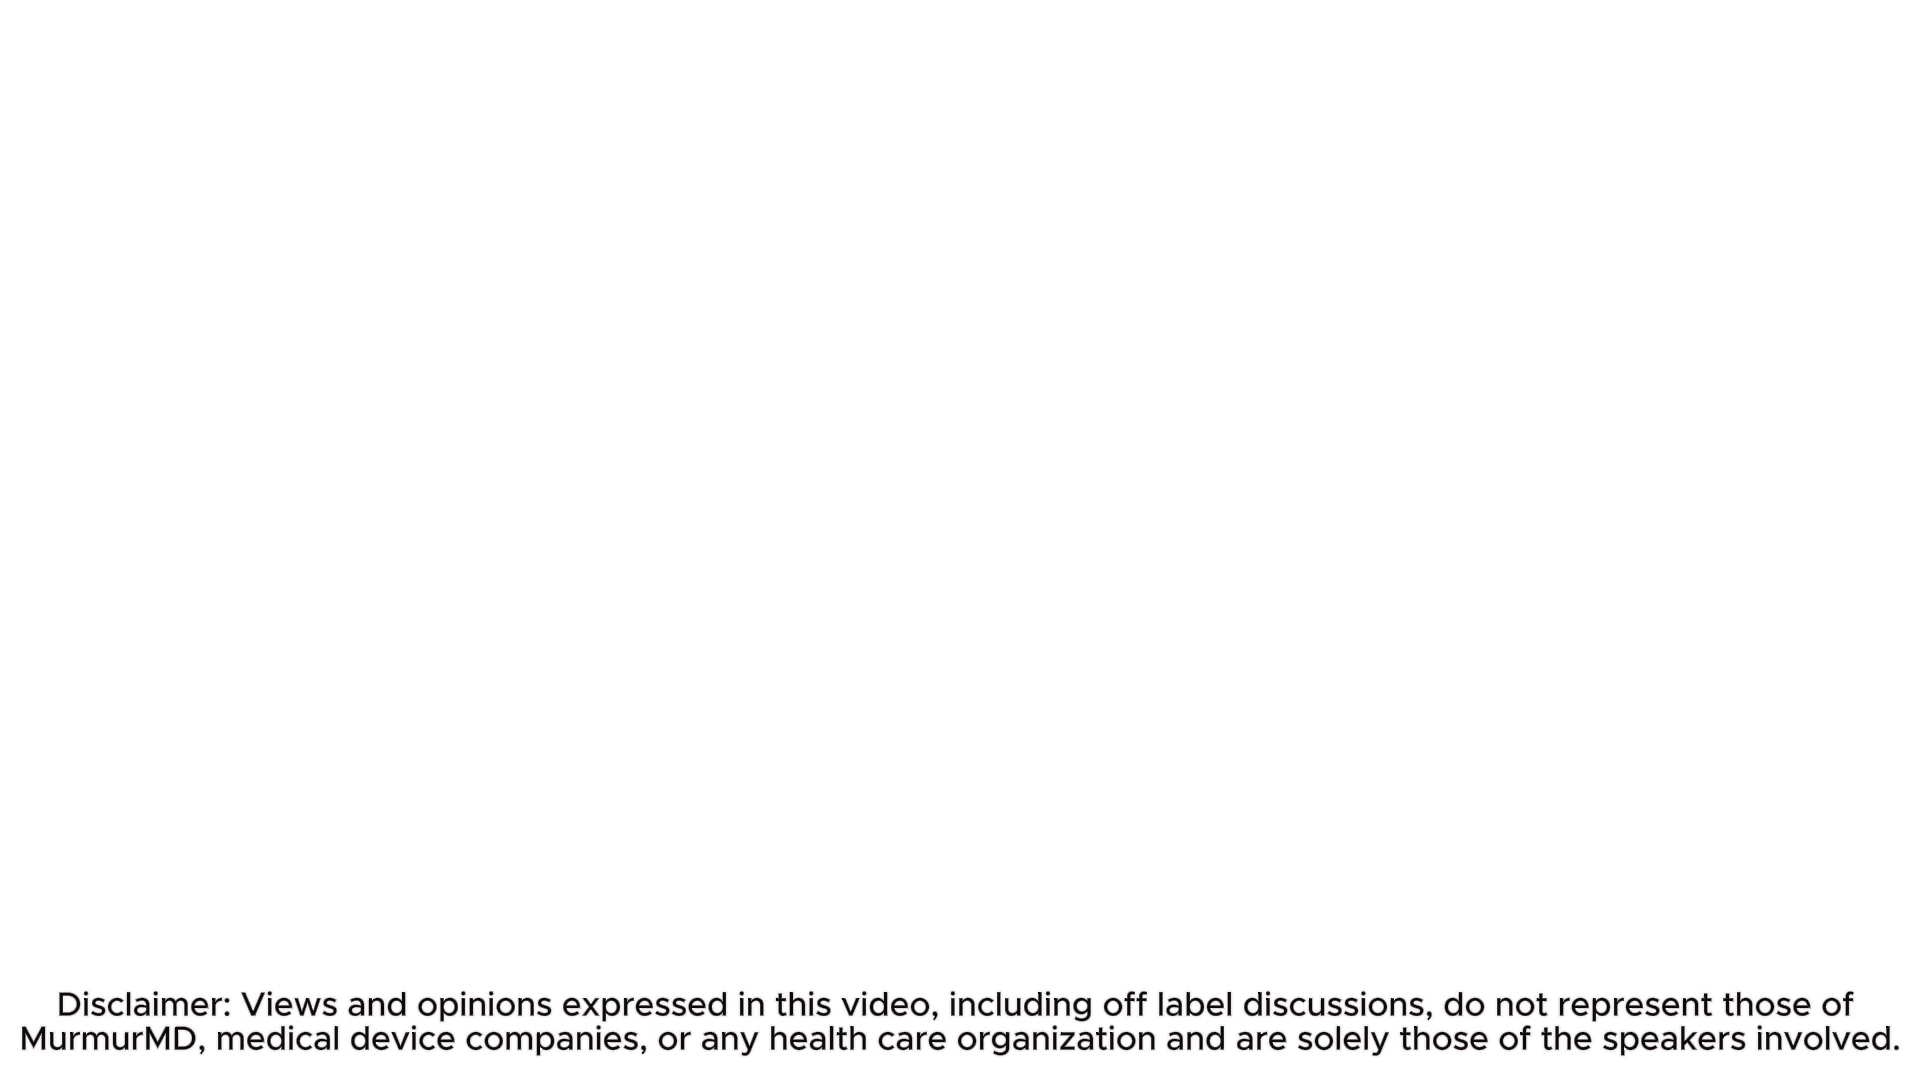 Disclaimer: Views and opinions expressed in this video, including off label discussions, do not represent those of
MurmurMD, medical device companies, or any health care organization and are solely those of the speakers involved.